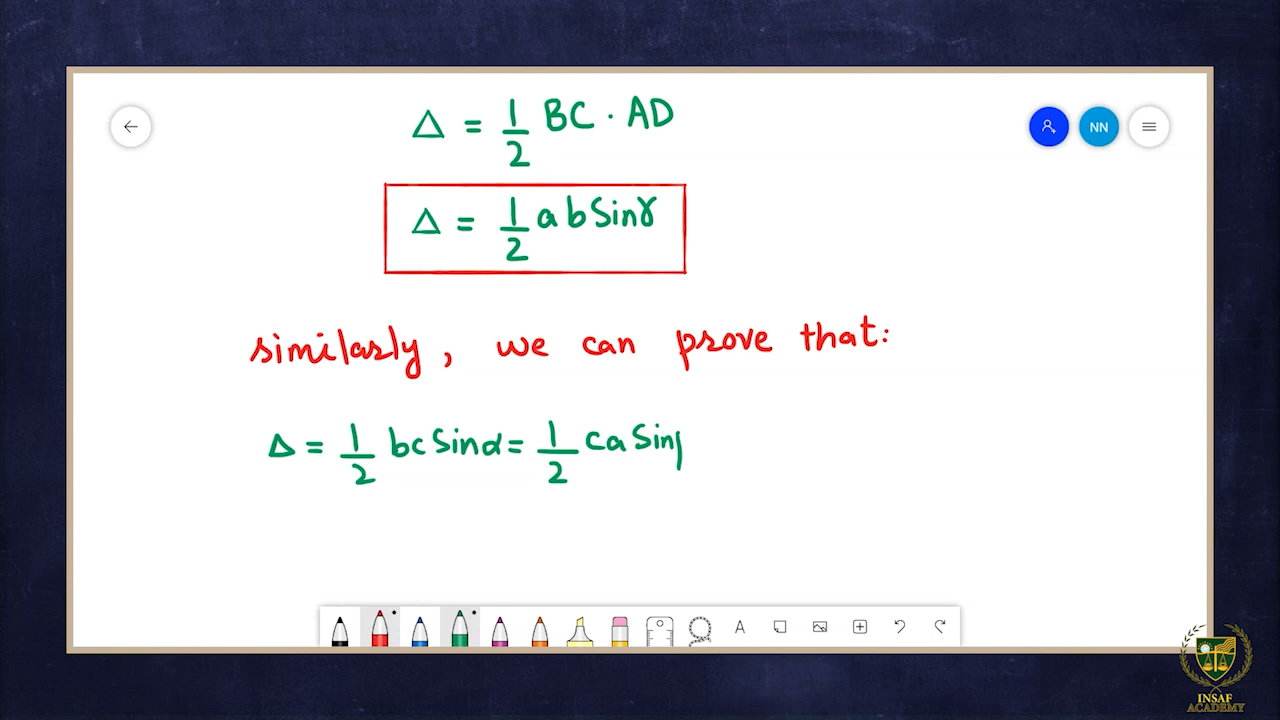 Δ = 1/2 BC · AD
NN
Δ = 1/2 a b Sinγ
similarly, we can prove that:
Δ = 1/2 bc Sinα = 1/2 ca Sin
A
INSAF
ACADEMY